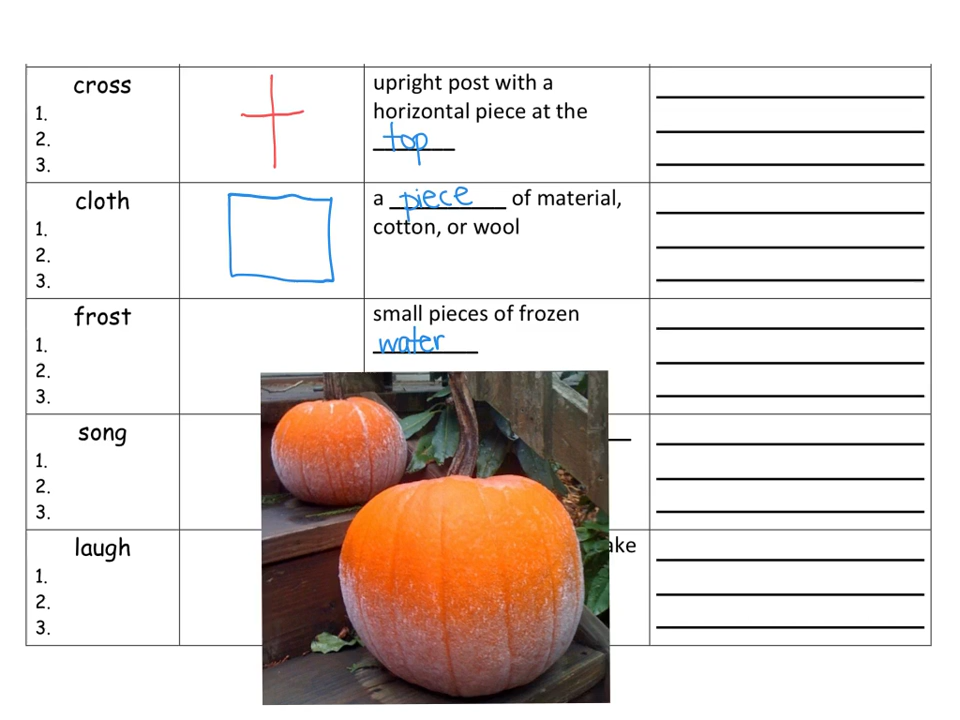 cross
1.
2.
3.
upright post with a
horizontal piece at the
top
cloth
1.
2.
3.
a piece of material,
cotton, or wool
frost
1.
2.
3.
small pieces of frozen
water
song
1.
2.
3.
laugh
1.
2.
3.